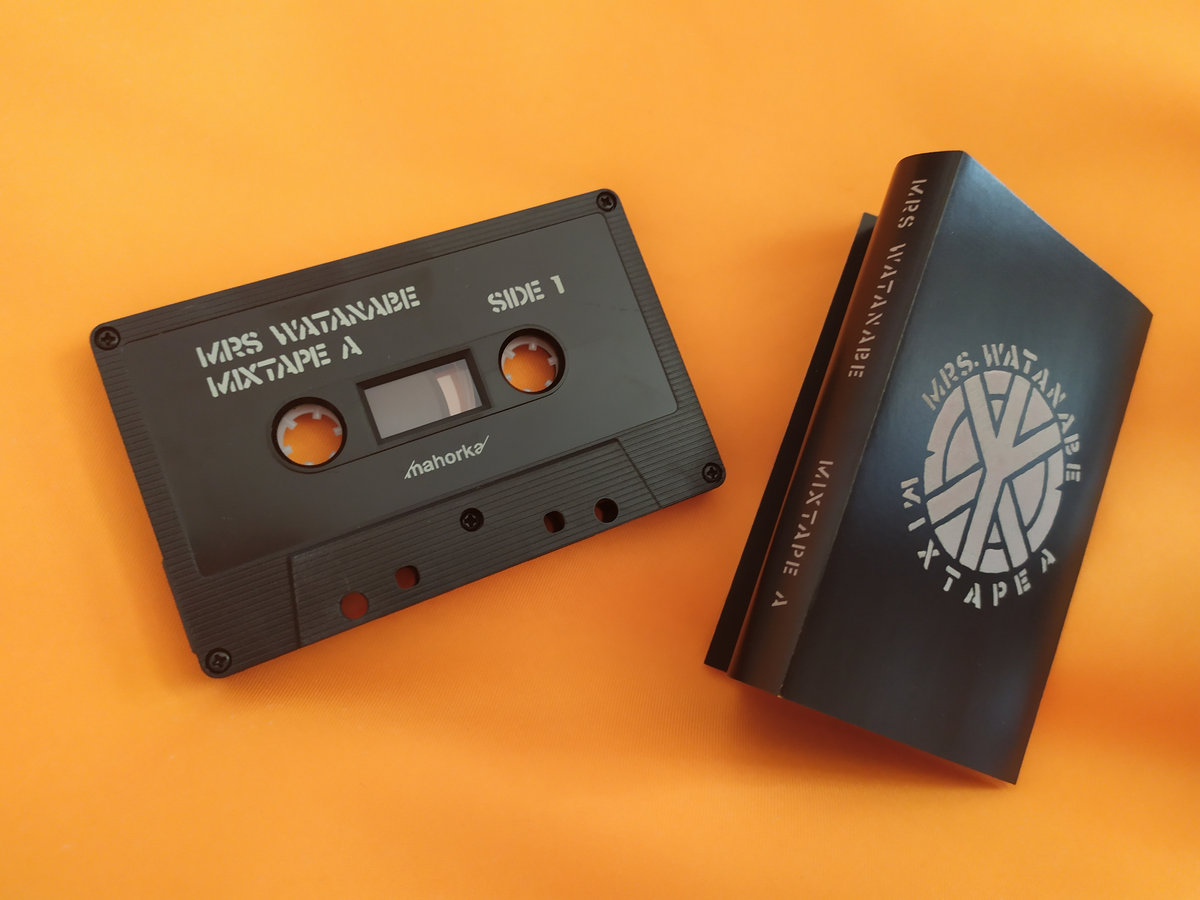 MRS WATANABE
MIXTAPE A
SIDE 1
mahorka
MRS WATANABE
MIXTAPE A
MRS. WATANABE
MIXTAPE A